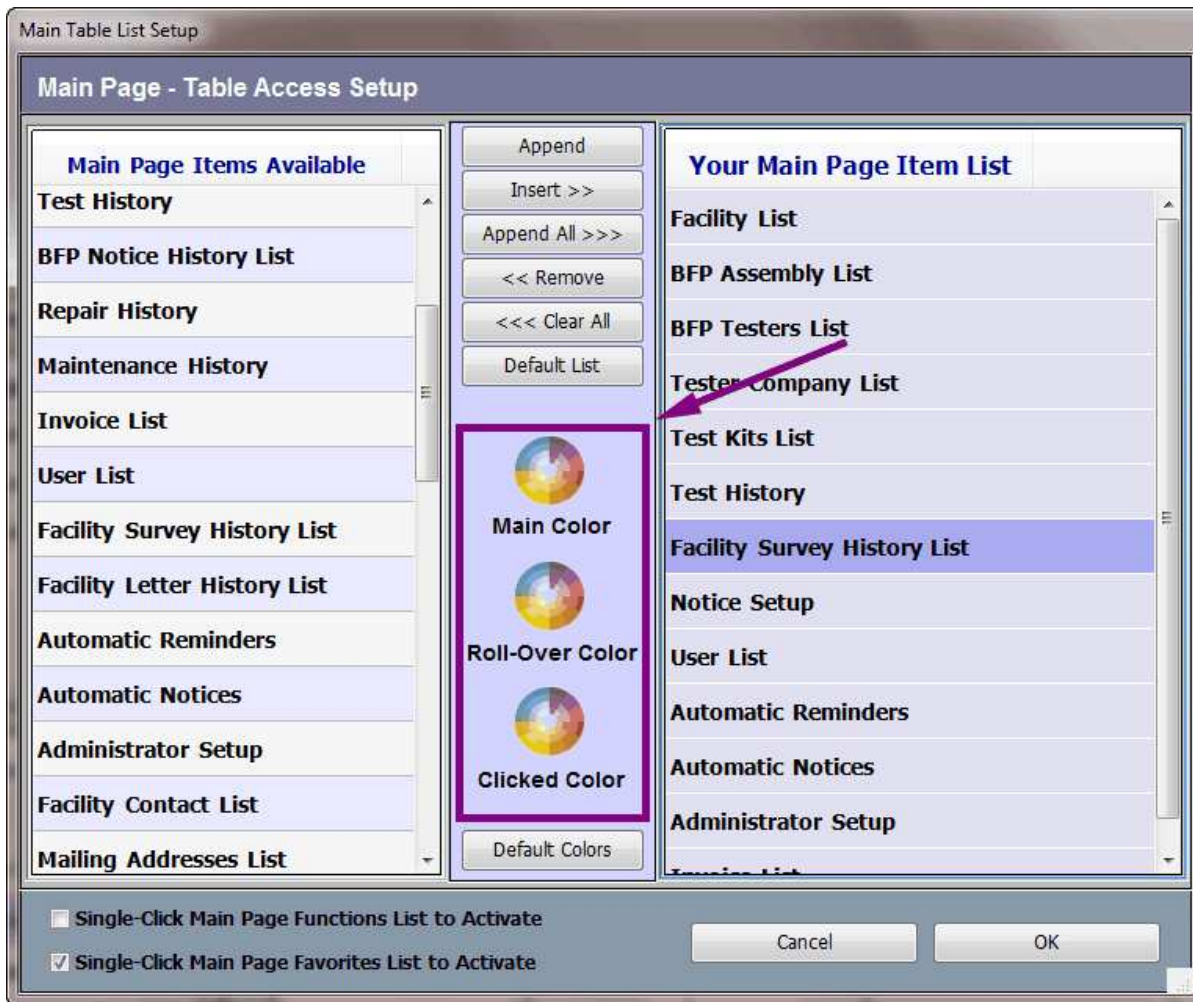 Main Table List Setup
Main Page - Table Access Setup
Main Page Items Available
Test History
BFP Notice History List
Repair History
Maintenance History
Invoice List
User List
Facility Survey History List
Facility Letter History List
Automatic Reminders
Automatic Notices
Administrator Setup
Facility Contact List
Mailing Addresses List
Append
Insert >>
Append All >>>
<< Remove
<<< Clear All
Default List
Main Color
Roll-Over Color
Clicked Color
Default Colors
Your Main Page Item List
Facility List
BFP Assembly List
BFP Testers List
Tester Company List
Test Kits List
Test History
Facility Survey History List
Notice Setup
User List
Automatic Reminders
Automatic Notices
Administrator Setup
Invoice List
Single-Click Main Page Functions List to Activate
Single-Click Main Page Favorites List to Activate
Cancel
OK